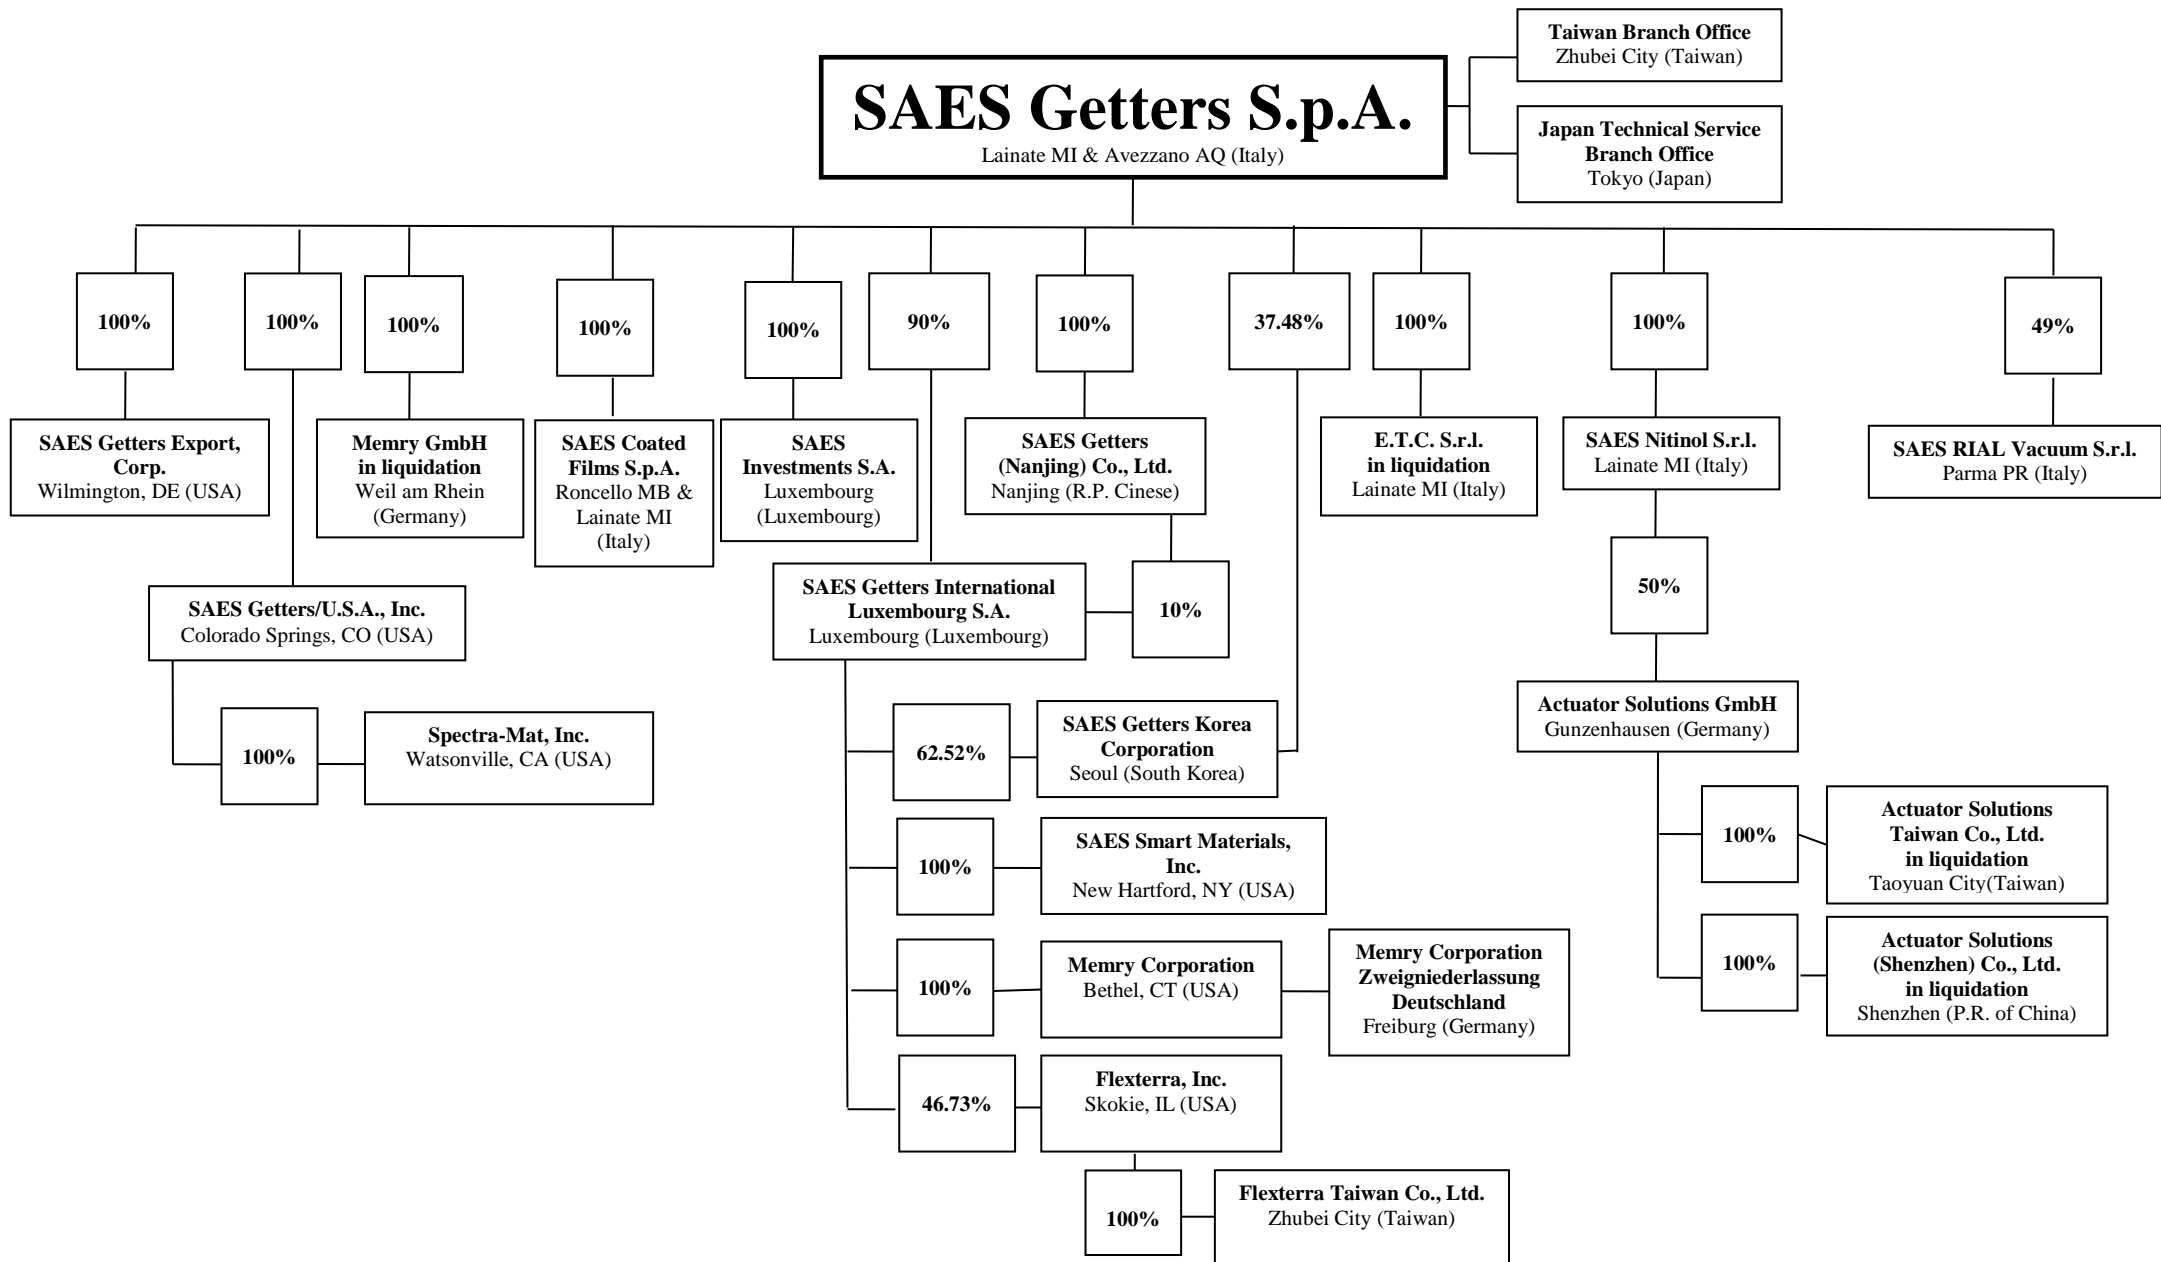 Taiwan Branch Office
Zhubei City (Taiwan)
SAES Getters S.p.A.
Lainate MI & Avezzano AQ (Italy)
Japan Technical Service
Branch Office
Tokyo (Japan)
100%
100%
100%
100%
100%
90%
100%
37.48%
100%
100%
49%
SAES Getters Export,
Corp.
Wilmington, DE (USA)
Memry GmbH
in liquidation
Weil am Rhein
(Germany)
SAES Coated
Films S.p.A.
Roncello MB &
Lainate MI
(Italy)
SAES
Investments S.A.
Luxembourg
(Luxembourg)
SAES Getters
(Nanjing) Co., Ltd.
Nanjing (R.P. Cinese)
E.T.C. S.r.l.
in liquidation
Lainate MI (Italy)
SAES Nitinol S.r.l.
Lainate MI (Italy)
SAES RIAL Vacuum S.r.l.
Parma PR (Italy)
SAES Getters/U.S.A., Inc.
Colorado Springs, CO (USA)
SAES Getters International
Luxembourg S.A.
Luxembourg (Luxembourg)
10%
50%
100%
Spectra-Mat, Inc.
Watsonville, CA (USA)
62.52%
SAES Getters Korea
Corporation
Seoul (South Korea)
Actuator Solutions GmbH
Gunzenhausen (Germany)
100%
SAES Smart Materials,
Inc.
New Hartford, NY (USA)
100%
Actuator Solutions
Taiwan Co., Ltd.
in liquidation
Taoyuan City(Taiwan)
100%
Memry Corporation
Bethel, CT (USA)
Memry Corporation
Zweigniederlassung
Deutschland
Freiburg (Germany)
100%
Actuator Solutions
(Shenzhen) Co., Ltd.
in liquidation
Shenzhen (P.R. of China)
46.73%
Flexterra, Inc.
Skokie, IL (USA)
100%
Flexterra Taiwan Co., Ltd.
Zhubei City (Taiwan)